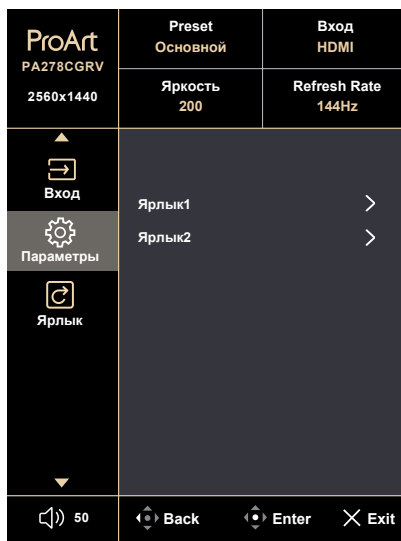 ProArt
PA278CGRV
2560x1440
Preset
Основной
Вход
HDMI
Яркость
200
Refresh Rate
144Hz
Вход
Параметры
Ярлык
Ярлык1
Ярлык2
50
Back
Enter
Exit